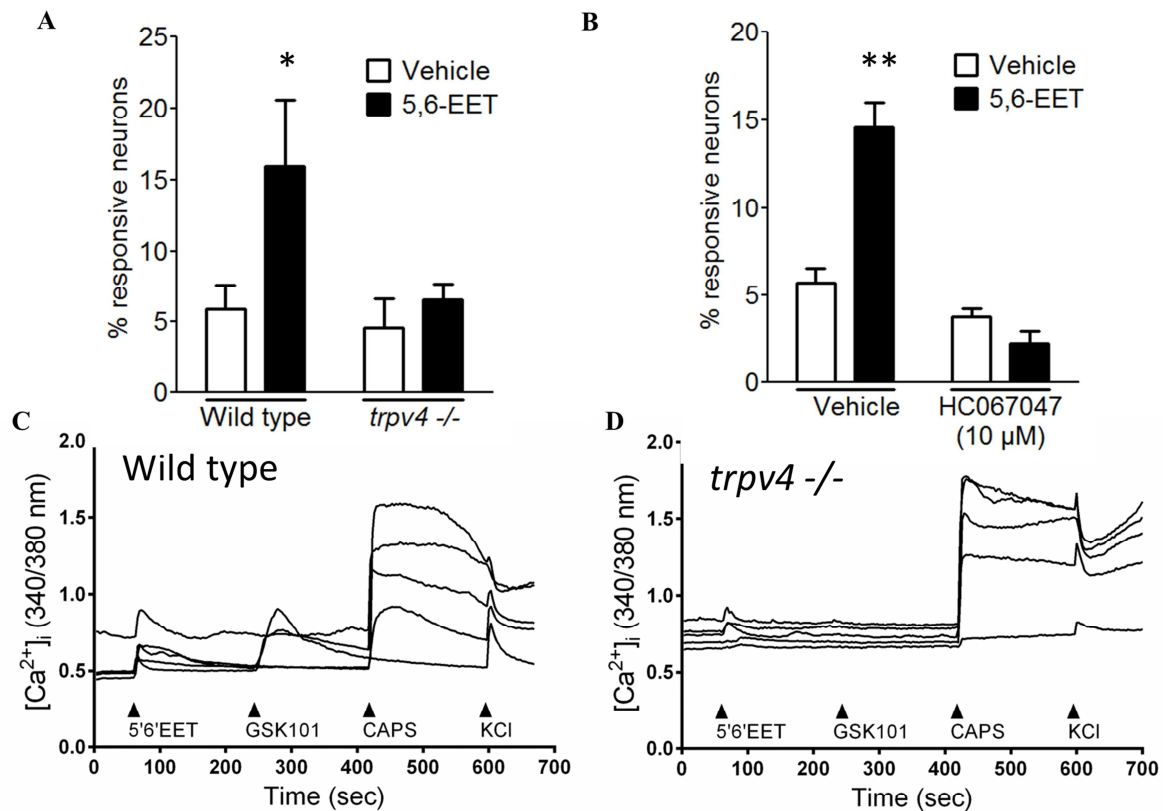 A
25
20
15
10
5
0
% responsive neurons
*
Vehicle
5,6-EET
Wild type
trpv4 -/-
B
20
15
10
5
0
% responsive neurons
**
Vehicle
5,6-EET
Vehicle
HC067047
(10 µM)
C
Wild type
2.0
1.5
1.0
0.5
0.0
[Ca2+]i (340/380 nm)
5'6'EET
GSK101
CAPS
KCl
0
100
200
300
400
500
600
700
Time (sec)
D
trpv4 -/-
2.0
1.5
1.0
0.5
0.0
[Ca2+]i (340/380 nm)
5'6'EET
GSK101
CAPS
KCl
0
100
200
300
400
500
600
700
Time (sec)